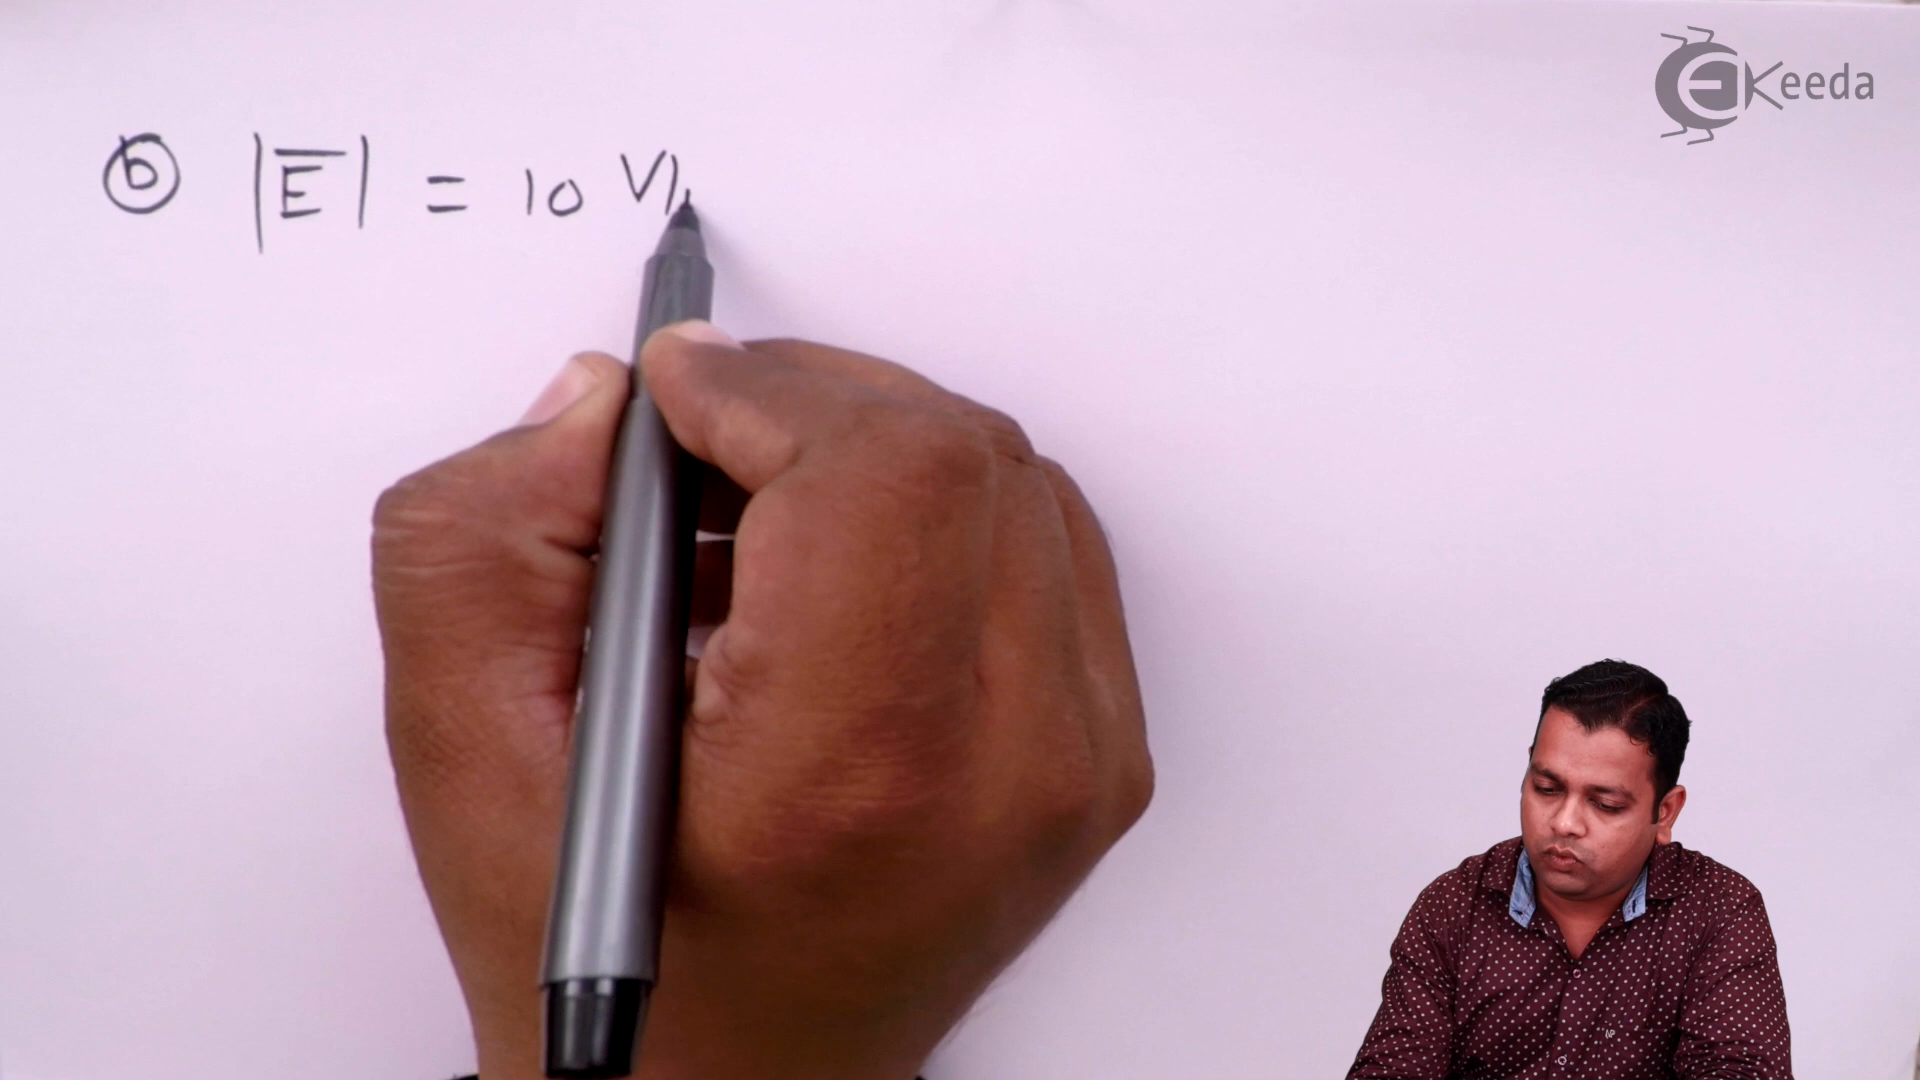 ⓑ |E̅| = 10 V/
EKeeda